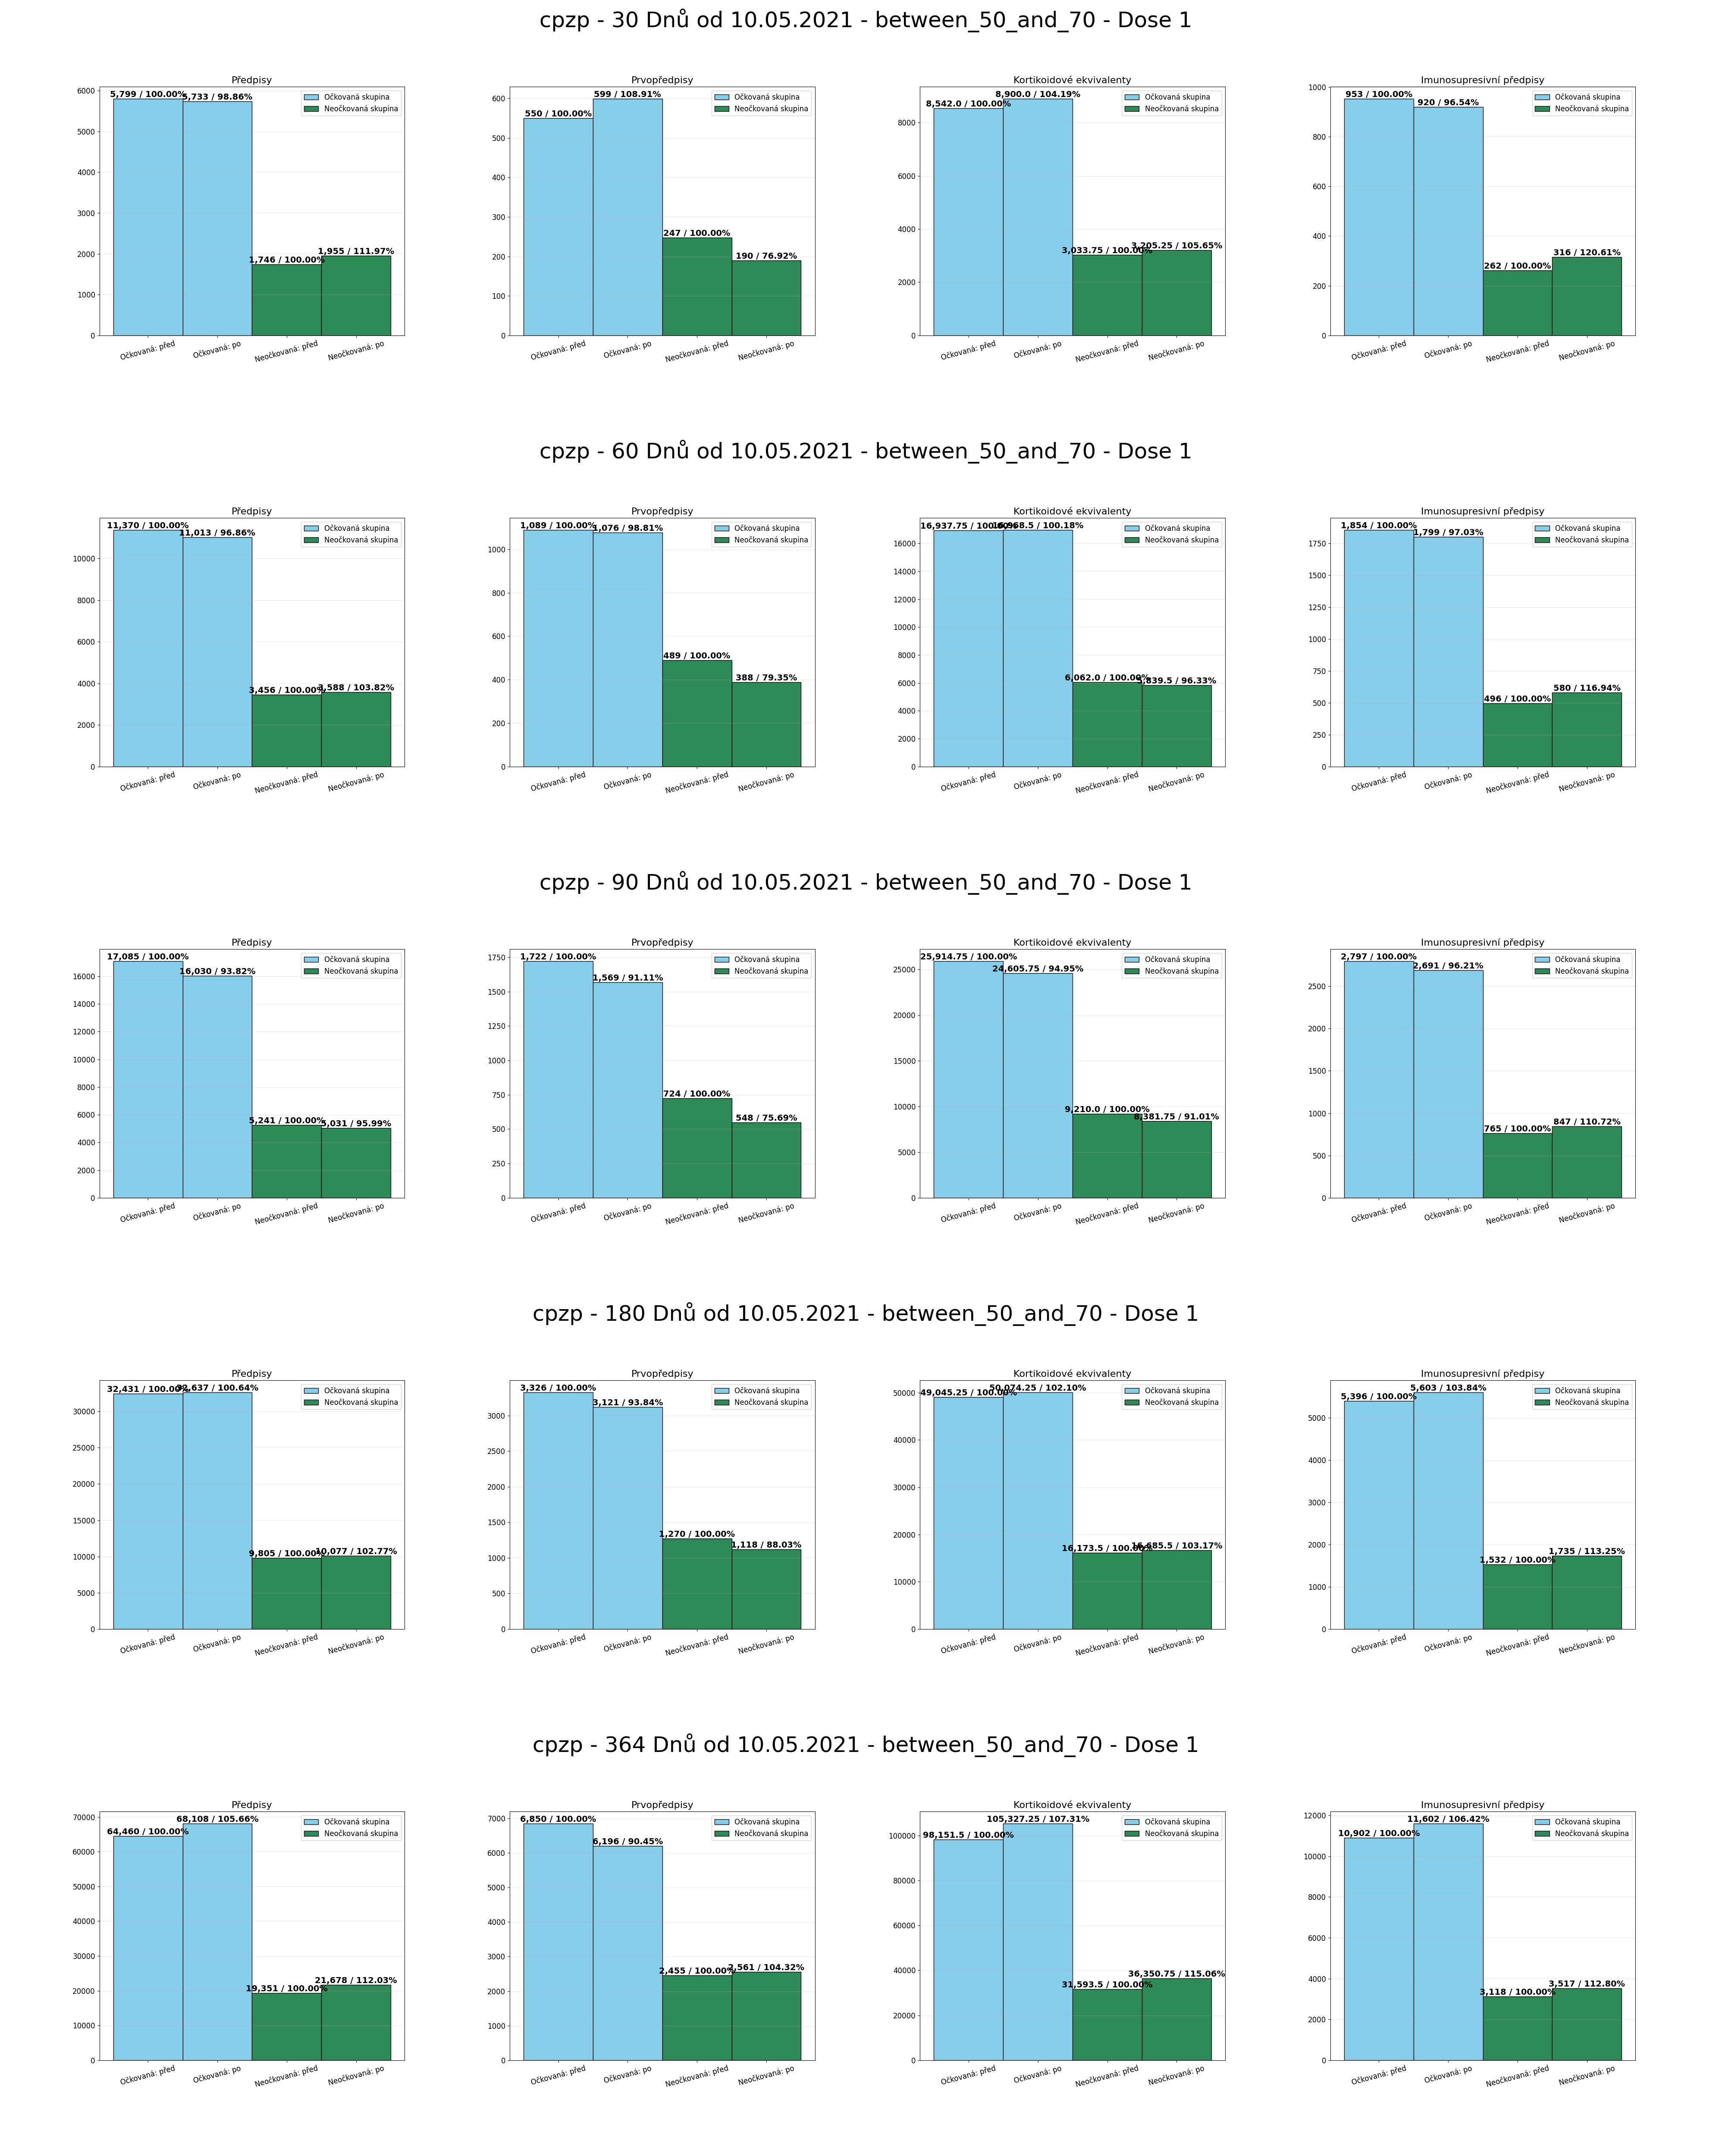 cpzp - 30 Dnů od 10.05.2021 - between_50_and_70 - Dose 1
Předpisy
6000
5000
4000
3000
2000
1000
0
5,799 / 100.00%
5,733 / 98.86%
1,746 / 100.00%
1,955 / 111.97%
Očkovaná skupina
Neočkovaná skupina
Očkovaná: před
Očkovaná: po
Neočkovaná: před
Neočkovaná: po
Prvopředpisy
600
500
400
300
200
100
0
550 / 100.00%
599 / 108.91%
247 / 100.00%
190 / 76.92%
Očkovaná skupina
Neočkovaná skupina
Očkovaná: před
Očkovaná: po
Neočkovaná: před
Neočkovaná: po
Kortikoidové ekvivalenty
8000
6000
4000
2000
0
8,542.0 / 100.00%
8,900.0 / 104.19%
3,033.75 / 100.00%
3,205.25 / 105.65%
Očkovaná skupina
Neočkovaná skupina
Očkovaná: před
Očkovaná: po
Neočkovaná: před
Neočkovaná: po
Imunosupresivní předpisy
1000
800
600
400
200
0
953 / 100.00%
920 / 96.54%
262 / 100.00%
316 / 120.61%
Očkovaná skupina
Neočkovaná skupina
Očkovaná: před
Očkovaná: po
Neočkovaná: před
Neočkovaná: po
cpzp - 60 Dnů od 10.05.2021 - between_50_and_70 - Dose 1
Předpisy
10000
8000
6000
4000
2000
0
11,370 / 100.00%
11,013 / 96.86%
3,456 / 100.00%
3,588 / 103.82%
Očkovaná skupina
Neočkovaná skupina
Očkovaná: před
Očkovaná: po
Neočkovaná: před
Neočkovaná: po
Prvopředpisy
1000
800
600
400
200
0
1,089 / 100.00%
1,076 / 98.81%
489 / 100.00%
388 / 79.35%
Očkovaná skupina
Neočkovaná skupina
Očkovaná: před
Očkovaná: po
Neočkovaná: před
Neočkovaná: po
Kortikoidové ekvivalenty
16000
14000
12000
10000
8000
6000
4000
2000
0
16,937.75 / 100.00%
16,968.5 / 100.18%
6,062.0 / 100.00%
5,839.5 / 96.33%
Očkovaná skupina
Neočkovaná skupina
Očkovaná: před
Očkovaná: po
Neočkovaná: před
Neočkovaná: po
Imunosupresivní předpisy
1750
1500
1250
1000
750
500
250
0
1,854 / 100.00%
1,799 / 97.03%
496 / 100.00%
580 / 116.94%
Očkovaná skupina
Neočkovaná skupina
Očkovaná: před
Očkovaná: po
Neočkovaná: před
Neočkovaná: po
cpzp - 90 Dnů od 10.05.2021 - between_50_and_70 - Dose 1
Předpisy
16000
14000
12000
10000
8000
6000
4000
2000
0
17,085 / 100.00%
16,030 / 93.82%
5,241 / 100.00%
5,031 / 95.99%
Očkovaná skupina
Neočkovaná skupina
Očkovaná: před
Očkovaná: po
Neočkovaná: před
Neočkovaná: po
Prvopředpisy
1750
1500
1250
1000
750
500
250
0
1,722 / 100.00%
1,569 / 91.11%
724 / 100.00%
548 / 75.69%
Očkovaná skupina
Neočkovaná skupina
Očkovaná: před
Očkovaná: po
Neočkovaná: před
Neočkovaná: po
Kortikoidové ekvivalenty
25000
20000
15000
10000
5000
0
25,914.75 / 100.00%
24,605.75 / 94.95%
9,210.0 / 100.00%
8,381.75 / 91.01%
Očkovaná skupina
Neočkovaná skupina
Očkovaná: před
Očkovaná: po
Neočkovaná: před
Neočkovaná: po
Imunosupresivní předpisy
2500
2000
1500
1000
500
0
2,797 / 100.00%
2,691 / 96.21%
765 / 100.00%
847 / 110.72%
Očkovaná skupina
Neočkovaná skupina
Očkovaná: před
Očkovaná: po
Neočkovaná: před
Neočkovaná: po
cpzp - 180 Dnů od 10.05.2021 - between_50_and_70 - Dose 1
Předpisy
30000
25000
20000
15000
10000
5000
0
32,431 / 100.00%
32,637 / 100.64%
9,805 / 100.00%
10,077 / 102.77%
Očkovaná skupina
Neočkovaná skupina
Očkovaná: před
Očkovaná: po
Neočkovaná: před
Neočkovaná: po
Prvopředpisy
3000
2500
2000
1500
1000
500
0
3,326 / 100.00%
3,121 / 93.84%
1,270 / 100.00%
1,118 / 88.03%
Očkovaná skupina
Neočkovaná skupina
Očkovaná: před
Očkovaná: po
Neočkovaná: před
Neočkovaná: po
Kortikoidové ekvivalenty
50000
40000
30000
20000
10000
0
49,045.25 / 100.00%
50,074.25 / 102.10%
16,173.5 / 100.00%
16,685.5 / 103.17%
Očkovaná skupina
Neočkovaná skupina
Očkovaná: před
Očkovaná: po
Neočkovaná: před
Neočkovaná: po
Imunosupresivní předpisy
5000
4000
3000
2000
1000
0
5,396 / 100.00%
5,603 / 103.84%
1,532 / 100.00%
1,735 / 113.25%
Očkovaná skupina
Neočkovaná skupina
Očkovaná: před
Očkovaná: po
Neočkovaná: před
Neočkovaná: po
cpzp - 364 Dnů od 10.05.2021 - between_50_and_70 - Dose 1
Předpisy
70000
60000
50000
40000
30000
20000
10000
0
64,460 / 100.00%
68,108 / 105.66%
19,351 / 100.00%
21,678 / 112.03%
Očkovaná skupina
Neočkovaná skupina
Očkovaná: před
Očkovaná: po
Neočkovaná: před
Neočkovaná: po
Prvopředpisy
7000
6000
5000
4000
3000
2000
1000
0
6,850 / 100.00%
6,196 / 90.45%
2,455 / 100.00%
2,561 / 104.32%
Očkovaná skupina
Neočkovaná skupina
Očkovaná: před
Očkovaná: po
Neočkovaná: před
Neočkovaná: po
Kortikoidové ekvivalenty
100000
80000
60000
40000
20000
0
98,151.5 / 100.00%
105,327.25 / 107.31%
31,593.5 / 100.00%
36,350.75 / 115.06%
Očkovaná skupina
Neočkovaná skupina
Očkovaná: před
Očkovaná: po
Neočkovaná: před
Neočkovaná: po
Imunosupresivní předpisy
12000
10000
8000
6000
4000
2000
0
10,902 / 100.00%
11,602 / 106.42%
3,118 / 100.00%
3,517 / 112.80%
Očkovaná skupina
Neočkovaná skupina
Očkovaná: před
Očkovaná: po
Neočkovaná: před
Neočkovaná: po